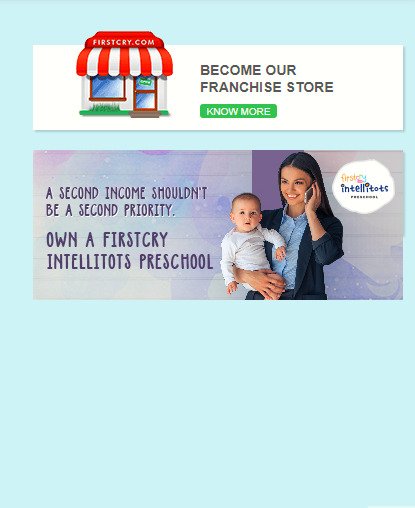 FIRSTCRY.COM
BECOME OUR
FRANCHISE STORE
KNOW MORE
A SECOND INCOME SHOULDN'T
BE A SECOND PRIORITY.
OWN A FIRSTCRY
INTELLITOTS PRESCHOOL
firstcry
intellitots
PRESCHOOL